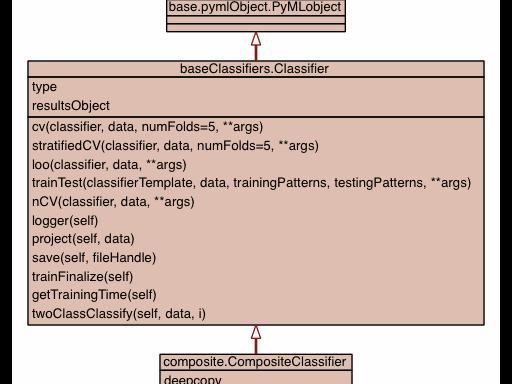 base.pymlObject.PyMLobject
baseClassifiers.Classifier
type
resultsObject
cv(classifier, data, numFolds=5, **args)
stratifiedCV(classifier, data, numFolds=5, **args)
loo(classifier, data, **args)
trainTest(classifierTemplate, data, trainingPatterns, testingPatterns, **args)
nCV(classifier, data, **args)
logger(self)
project(self, data)
save(self, fileHandle)
trainFinalize(self)
getTrainingTime(self)
twoClassClassify(self, data, i)
composite.CompositeClassifier
deepcopy